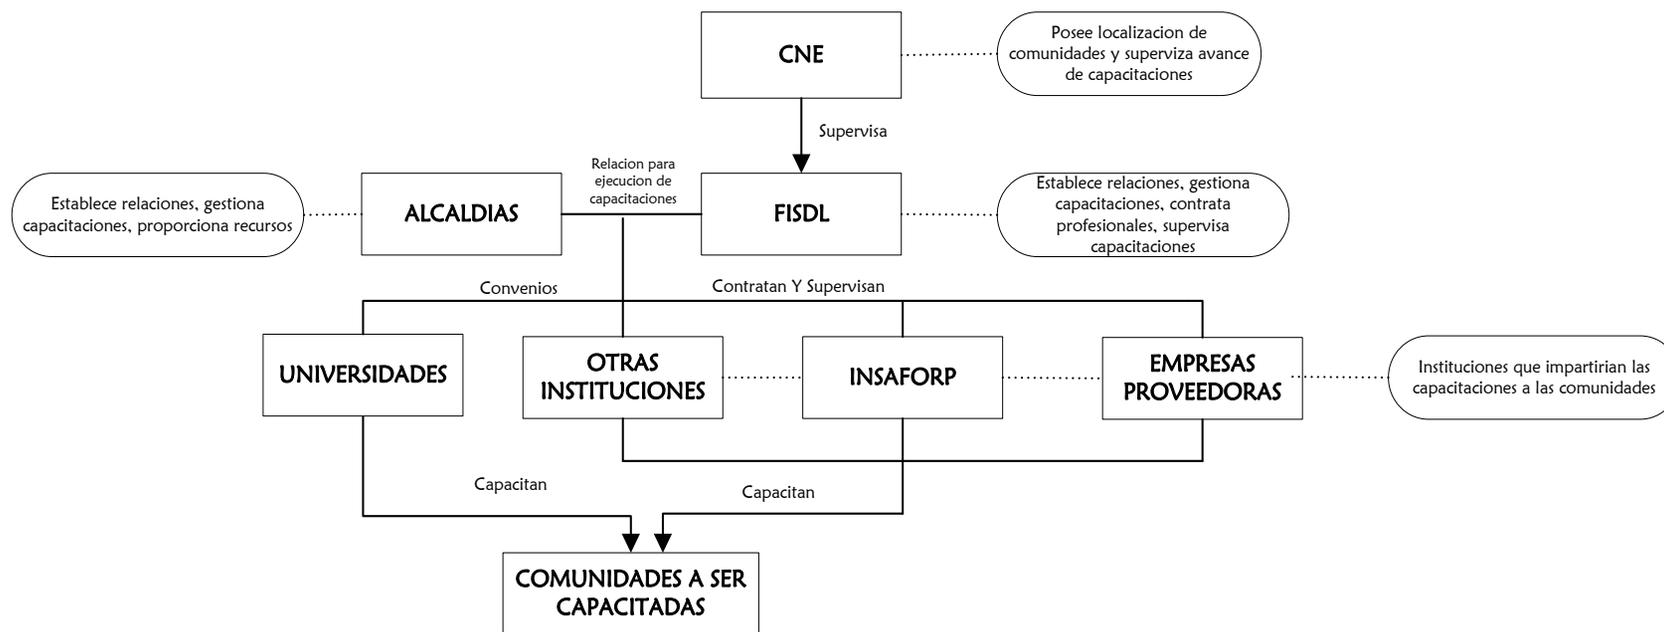 CNE
Posee localizacion de
comunidades y superviza avance
de capacitaciones
Supervisa
Establece relaciones, gestiona
capacitaciones, proporciona recursos
ALCALDIAS
Relacion para
ejecucion de
capacitaciones
FISDL
Establece relaciones, gestiona
capacitaciones, contrata
profesionales, supervisa
capacitaciones
Convenios
Contratan Y Supervisan
UNIVERSIDADES
OTRAS
INSTITUCIONES
INSAFORP
EMPRESAS
PROVEEDORAS
Instituciones que impartirian las
capacitaciones a las comunidades
Capacitan
Capacitan
COMUNIDADES A SER
CAPACITADAS